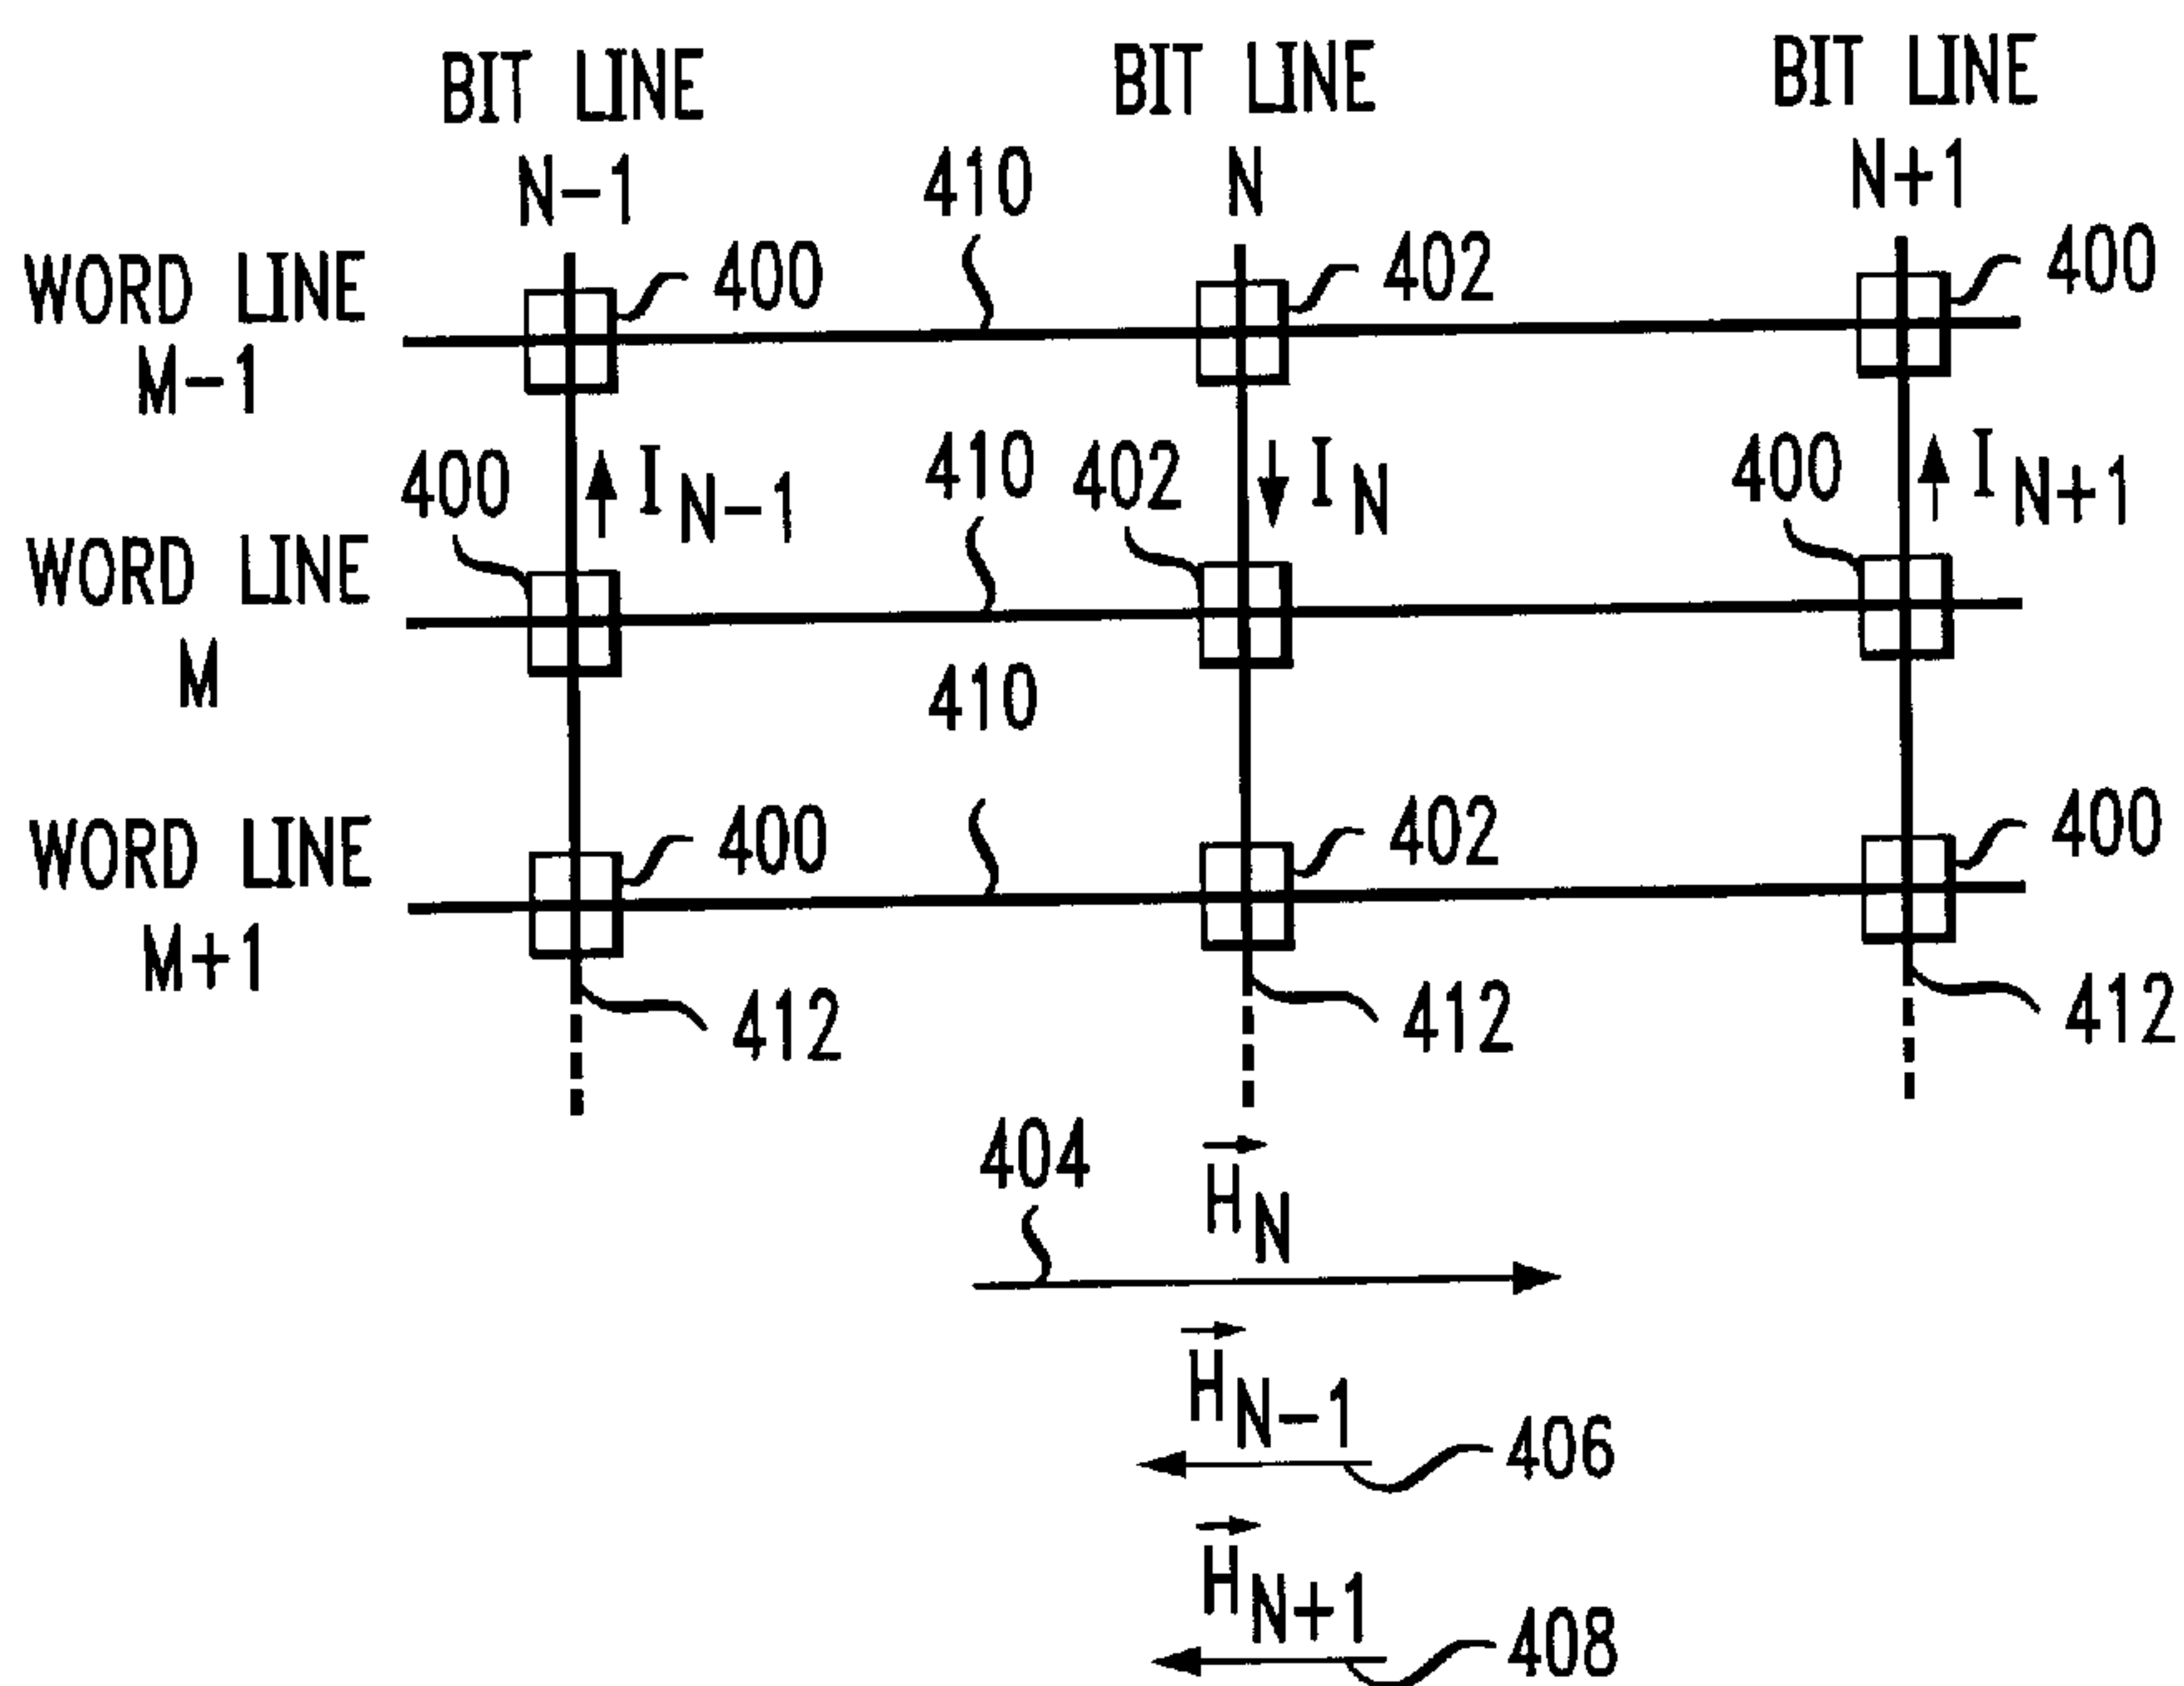 BIT LINE N-1
BIT LINE N
BIT LINE N+1
410
WORD LINE M-1
400
402
400
400
I N-1
410
402
I N
400
I N+1
WORD LINE M
410
WORD LINE M+1
400
402
400
412
412
412
404
H N
H N-1
406
H N+1
408